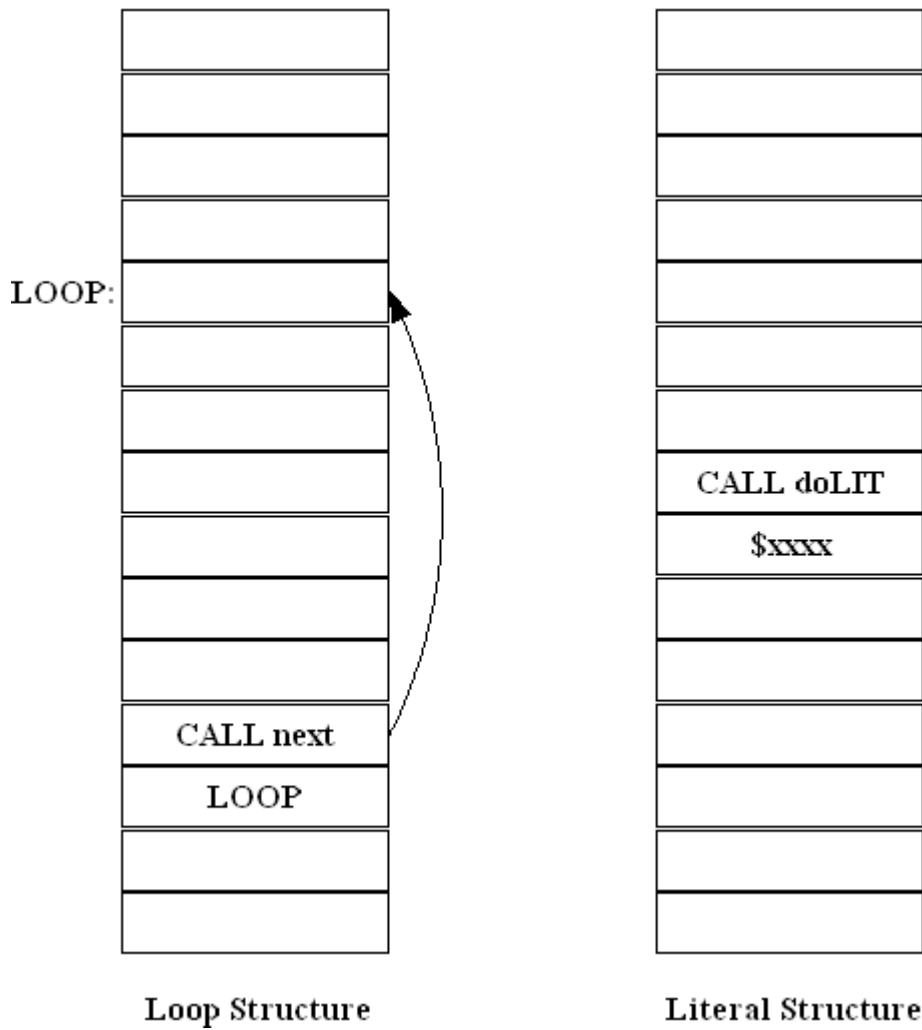 LOOP:
CALL next
LOOP
Loop Structure
CALL doLIT
$xxxx
Literal Structure